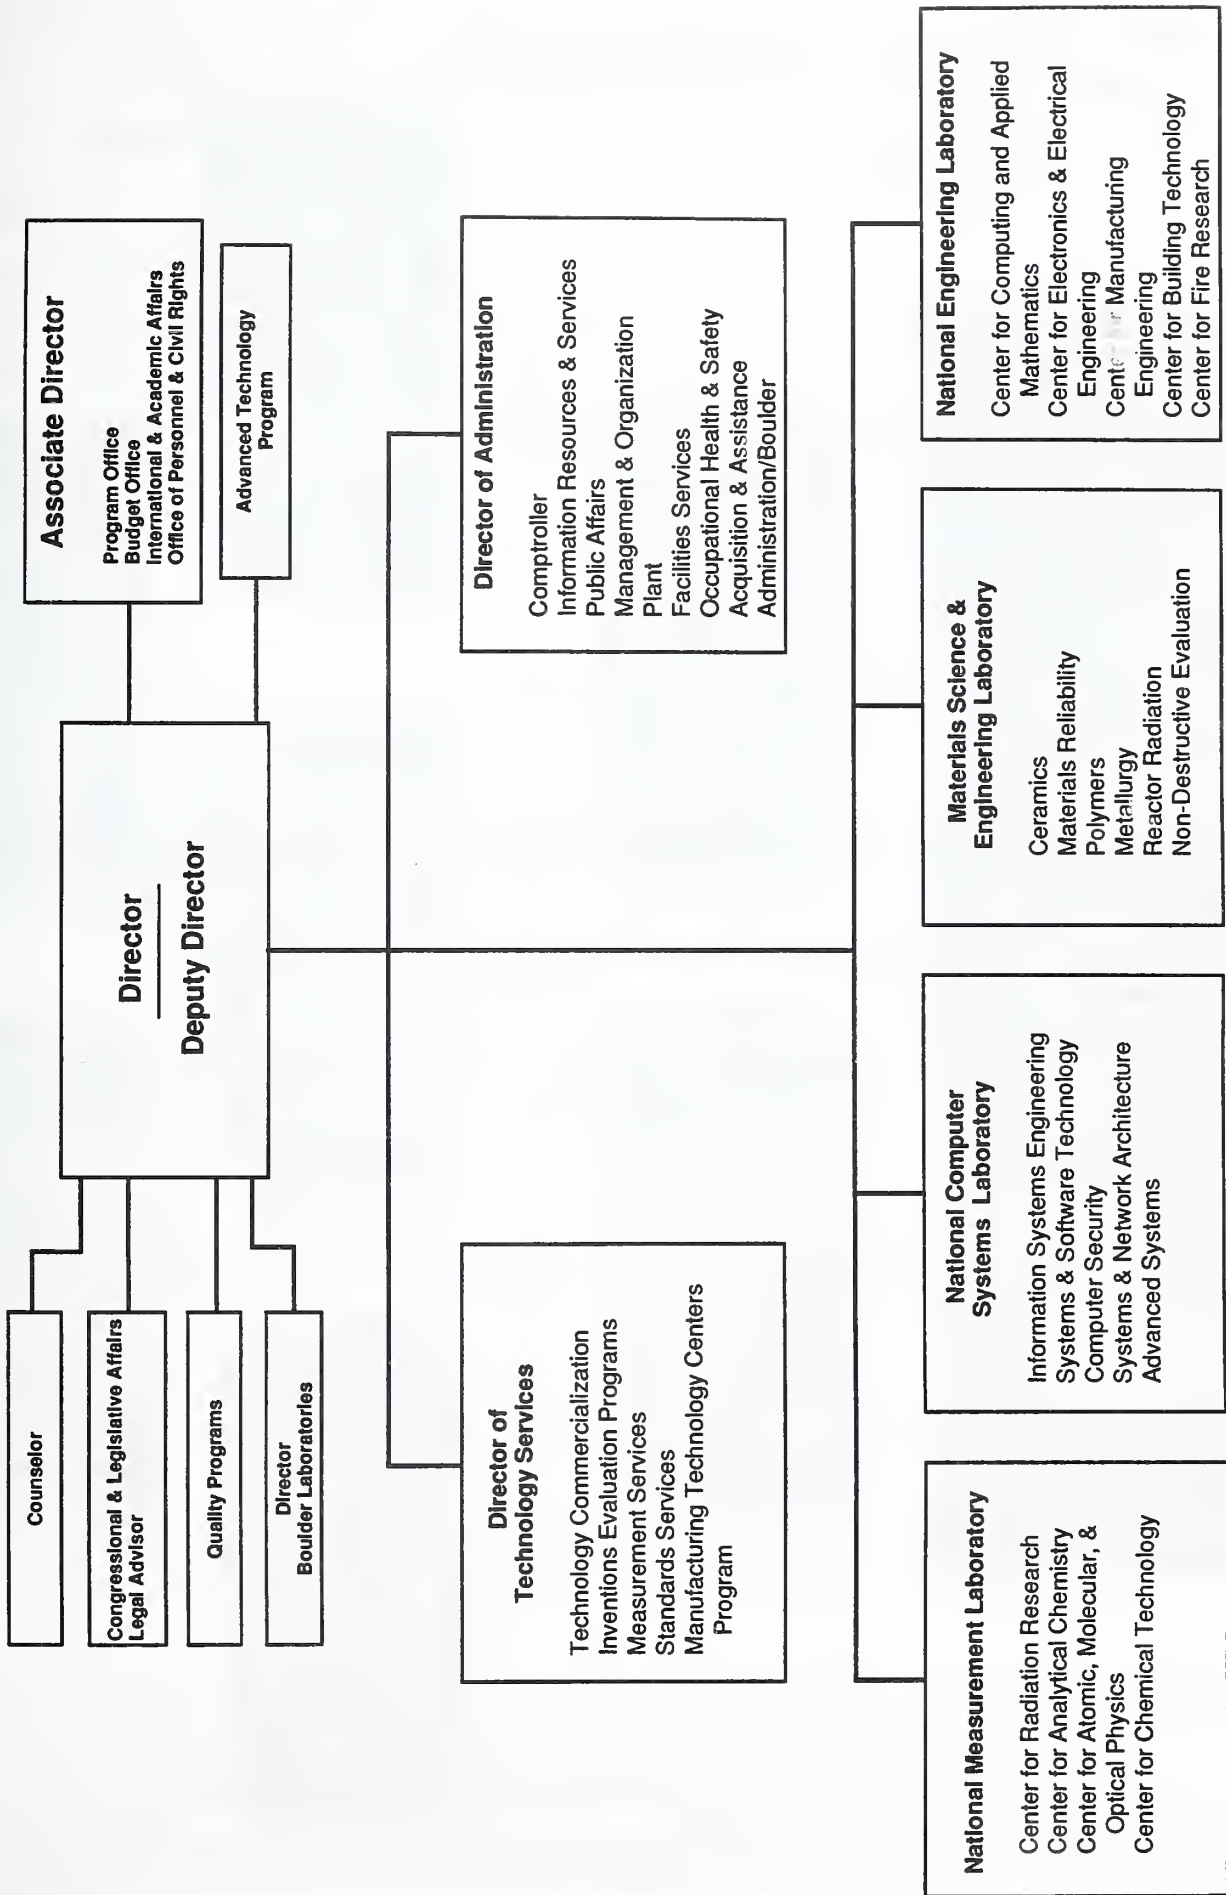 Counselor
Congressional & Legislative Affairs
Legal Advisor
Quality Programs
Director
Boulder Laboratories
Director
Deputy Director
Associate Director
Program Office
Budget Office
International & Academic Affairs
Office of Personnel & Civil Rights
Advanced Technology
Program
Director of
Technology Services
Technology Commercialization
Inventions Evaluation Programs
Measurement Services
Standards Services
Manufacturing Technology Centers
Program
Director of Administration
Comptroller
Information Resources & Services
Public Affairs
Management & Organization
Plant
Facilities Services
Occupational Health & Safety
Acquisition & Assistance
Administration/Boulder
National Measurement Laboratory
Center for Radiation Research
Center for Analytical Chemistry
Center for Atomic, Molecular, &
Optical Physics
Center for Chemical Technology
National Computer
Systems Laboratory
Information Systems Engineering
Systems & Software Technology
Computer Security
Systems & Network Architecture
Advanced Systems
Materials Science &
Engineering Laboratory
Ceramics
Materials Reliability
Polymers
Metallurgy
Reactor Radiation
Non-Destructive Evaluation
National Engineering Laboratory
Center for Computing and Applied
Mathematics
Center for Electronics & Electrical
Engineering
Center for Manufacturing
Engineering
Center for Building Technology
Center for Fire Research